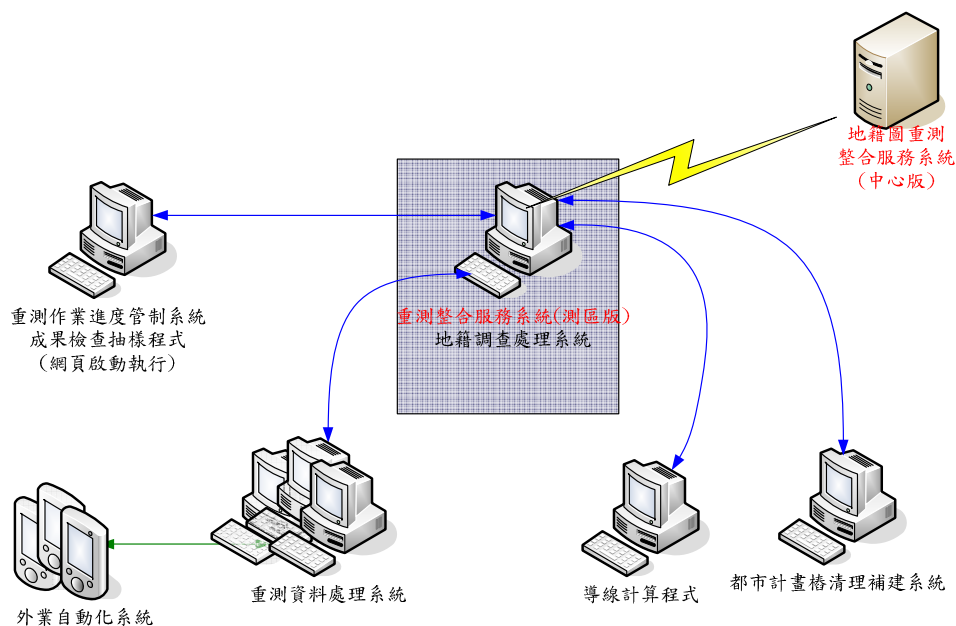 地籍圖重測
整合服務系統
(中心版)
重測作業進度管制系統
成果檢查抽樣程式
(網頁啟動執行)
重測整合服務系統(測區版)
地籍調查處理系統
外業自動化系統
重測資料處理系統
導線計算程式
都市計畫樁清理補建系統